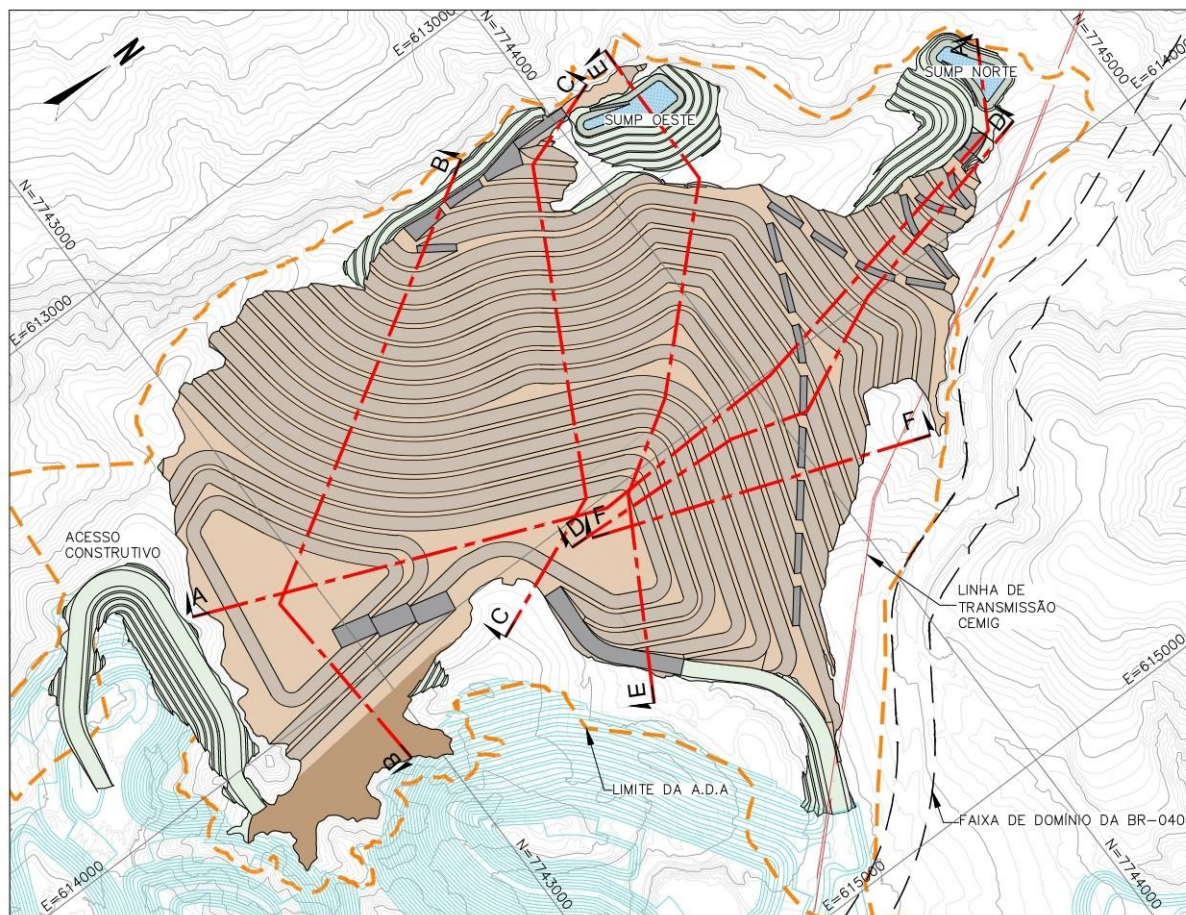 N
E=613000
N=7744000
N=7745000
E=614000
C
E
A
SUMP NORTE
SUMP OESTE
D
B
N=7743000
E=613000
F
D
F
ACESSO
CONSTRUTIVO
A
C
LINHA DE
TRANSMISSÃO
CEMIG
E=615000
E
B
LIMITE DA A.D.A
FAIXA DE DOMÍNIO DA BR-040
E=614000
N=7743000
E=615000
N=7744000